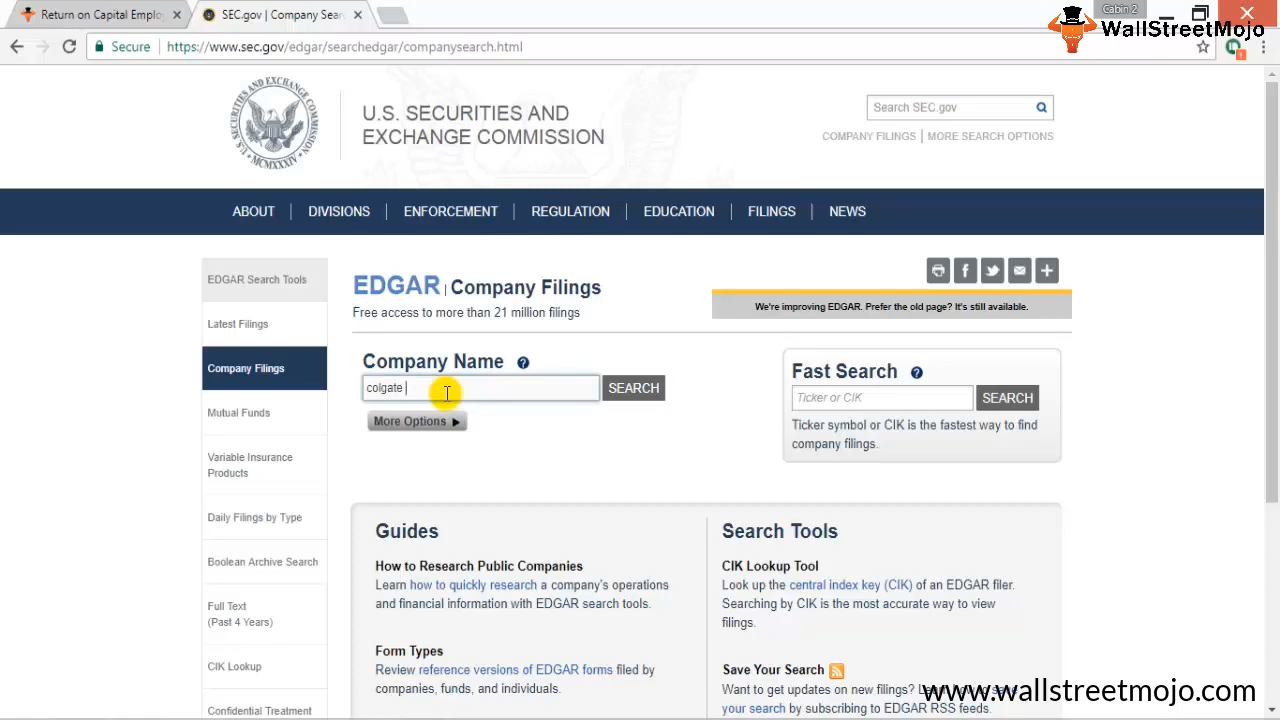 Return on Capital Employ
SEC.gov | Company Sear
Cabin 2
WallStreetMojo
Secure
https://www.sec.gov/edgar/searchedgar/companysearch.html
U.S. SECURITIES AND
EXCHANGE COMMISSION
Search SEC.gov
COMPANY FILINGS | MORE SEARCH OPTIONS
ABOUT
DIVISIONS
ENFORCEMENT
REGULATION
EDUCATION
FILINGS
NEWS
EDGAR Search Tools
Latest Filings
Company Filings
Mutual Funds
Variable Insurance
Products
Daily Filings by Type
Boolean Archive Search
Full Text
(Past 4 Years)
CIK Lookup
Confidential Treatment
EDGAR | Company Filings
Free access to more than 21 million filings
We're improving EDGAR. Prefer the old page? It's still available.
Company Name
colgate
SEARCH
More Options
Fast Search
Ticker or CIK
SEARCH
Ticker symbol or CIK is the fastest way to find
company filings.
Guides
How to Research Public Companies
Learn how to quickly research a company's operations
and financial information with EDGAR search tools.
Form Types
Review reference versions of EDGAR forms filed by
companies, funds, and individuals.
Search Tools
CIK Lookup Tool
Look up the central index key (CIK) of an EDGAR filer.
Searching by CIK is the most accurate way to view
filings.
Save Your Search
Want to get updates on new filings? Learn how to save
your search by subscribing to EDGAR RSS feeds.
www.wallstreetmojo.com